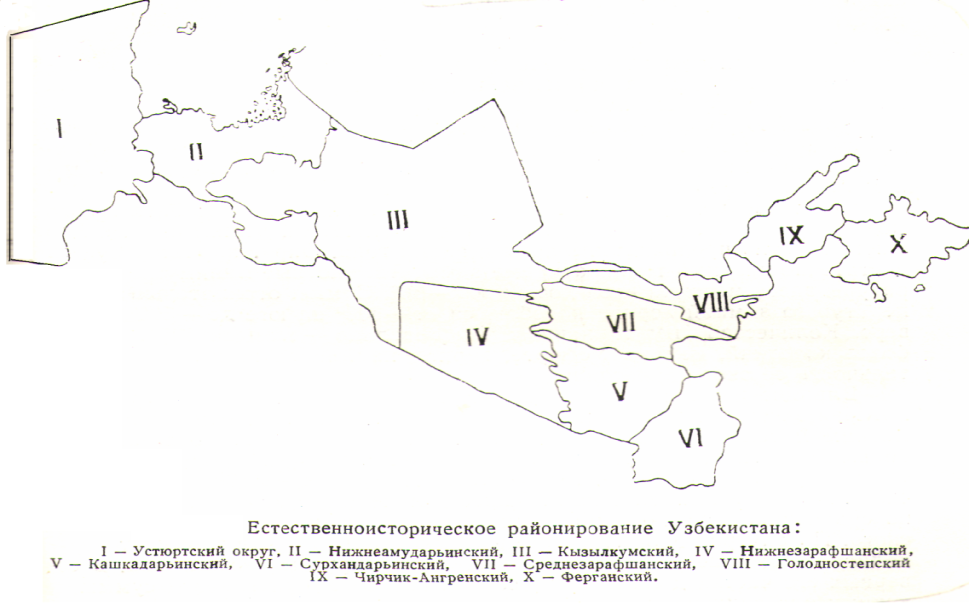 I
II
III
IX
X
VIII
VII
IV
V
VI
Естественноисторическое районирование Узбекистана:
I — Устюртский округ, II — Нижнеамударьинский, III — Кызылкумский, IV — Нижнезарафшанский,
V — Кашкадарьинский, VI — Сурхандарьинский, VII — Среднезарафшанский, VIII — Голодностепский
IX — Чирчик-Ангренский, X — Ферганский.